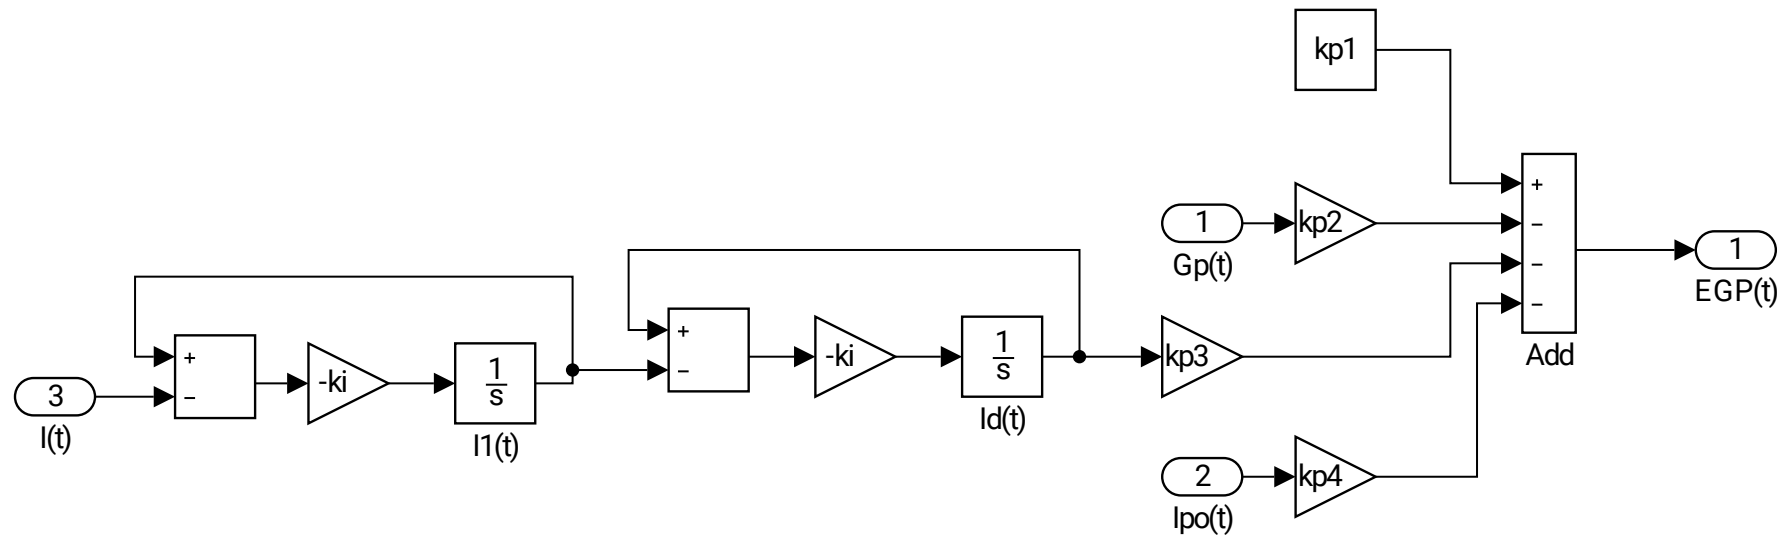 kp1
+
1
kp2
−
1
Gp(t)
−
EGP(t)
+
+
1
s
−
-ki
kp3
Add
+
1
s
−
-ki
3
−
Id(t)
I(t)
I1(t)
2
kp4
Ipo(t)